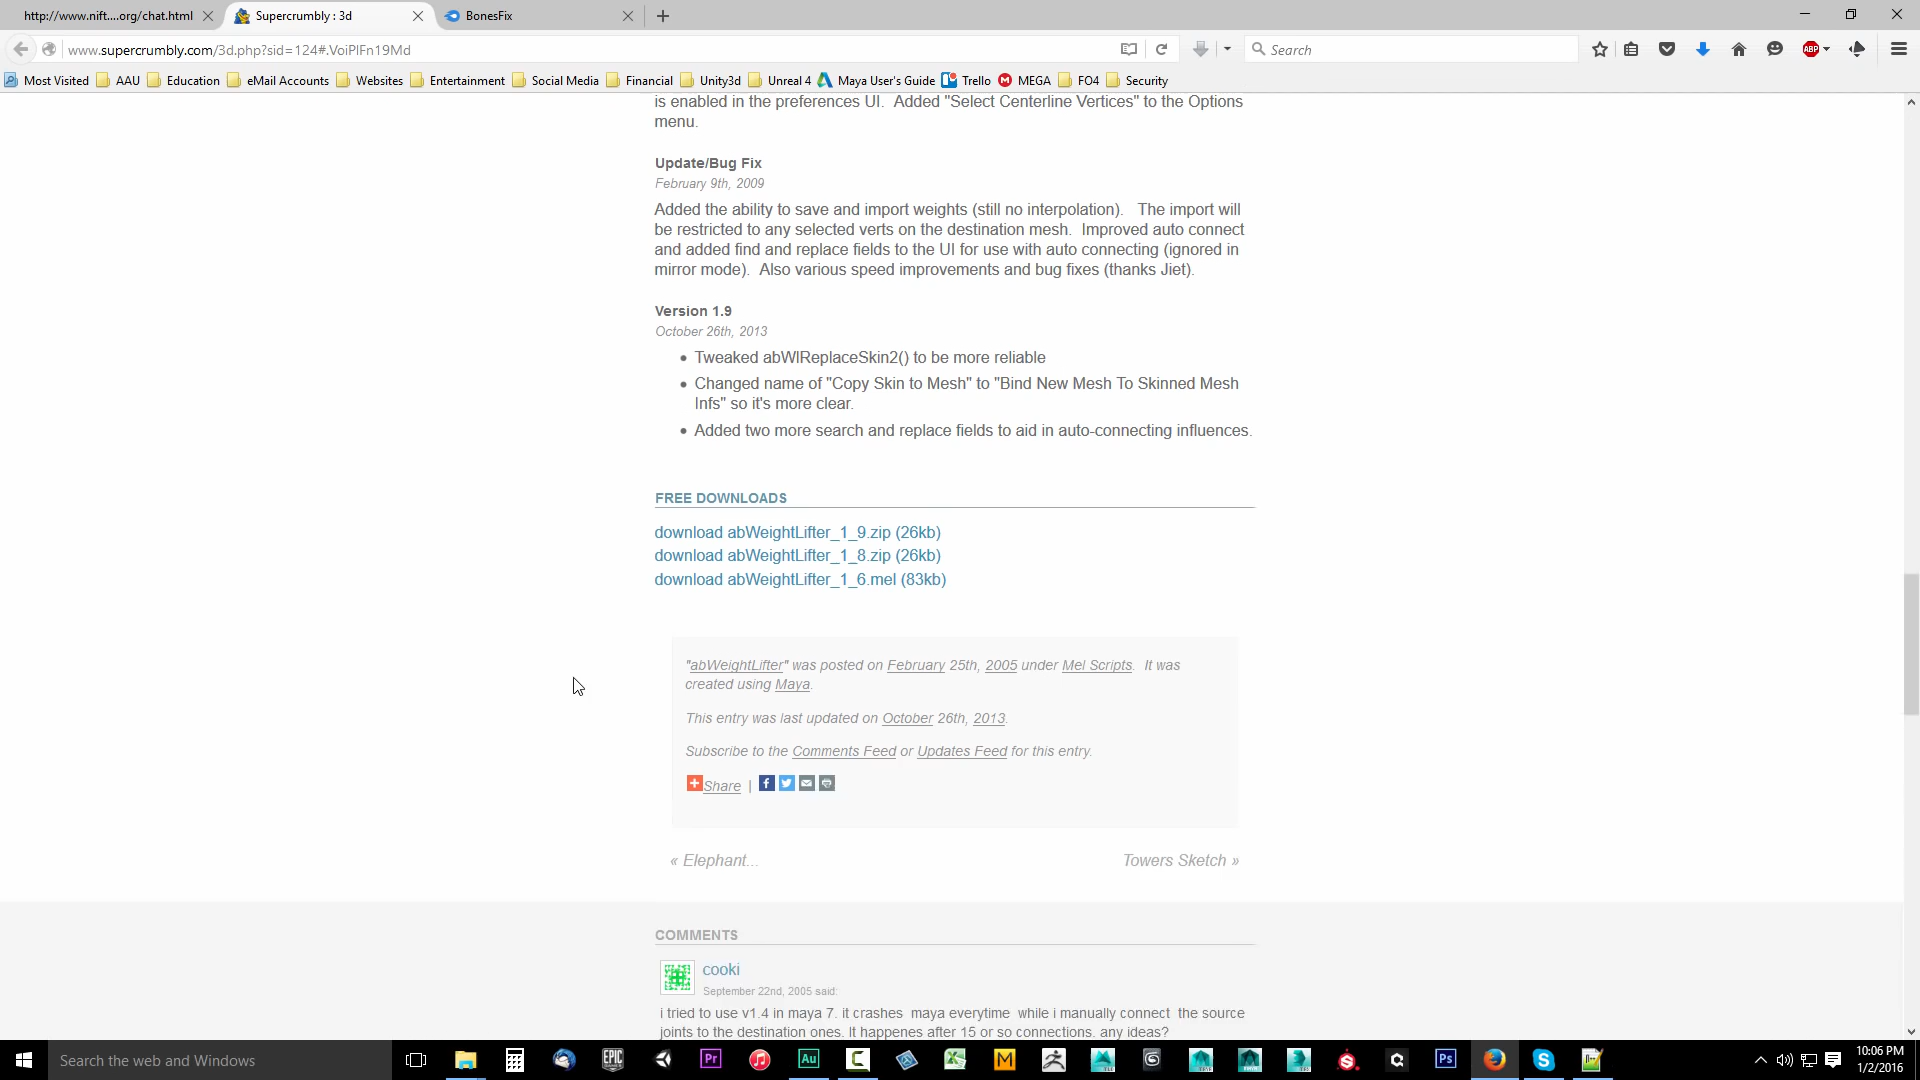 http://www.nift....org/chat.html
Supercrumbly : 3d
BonesFix
www.supercrumbly.com/3d.php?sid=124#.VoiPlFn19Md
Search
Most Visited
AAU
Education
eMail Accounts
Websites
Entertainment
Social Media
Financial
Unity3d
Unreal 4
Maya User's Guide
Trello
MEGA
FO4
Security
is enabled in the preferences UI.  Added "Select Centerline Vertices" to the Options
menu.
Update/Bug Fix
February 9th, 2009
Added the ability to save and import weights (still no interpolation).   The import will
be restricted to any selected verts on the destination mesh.  Improved auto connect
and added find and replace fields to the UI for use with auto connecting (ignored in
mirror mode).  Also various speed improvements and bug fixes (thanks Jiet).
Version 1.9
October 26th, 2013
• Tweaked abWlReplaceSkin2() to be more reliable
• Changed name of "Copy Skin to Mesh" to "Bind New Mesh To Skinned Mesh
Infs" so it's more clear.
• Added two more search and replace fields to aid in auto-connecting influences.
FREE DOWNLOADS
download abWeightLifter_1_9.zip (26kb)
download abWeightLifter_1_8.zip (26kb)
download abWeightLifter_1_6.mel (83kb)
"abWeightLifter" was posted on February 25th, 2005 under Mel Scripts.  It was
created using Maya.
This entry was last updated on October 26th, 2013.
Subscribe to the Comments Feed or Updates Feed for this entry.
Share |
« Elephant...
Towers Sketch »
COMMENTS
cooki
September 22nd, 2005 said:
i tried to use v1.4 in maya 7. it crashes  maya everytime  while i manually connect  the source
joints to the destination ones. It happenes after 15 or so connections. any ideas?
Search the web and Windows
10:06 PM
1/2/2016